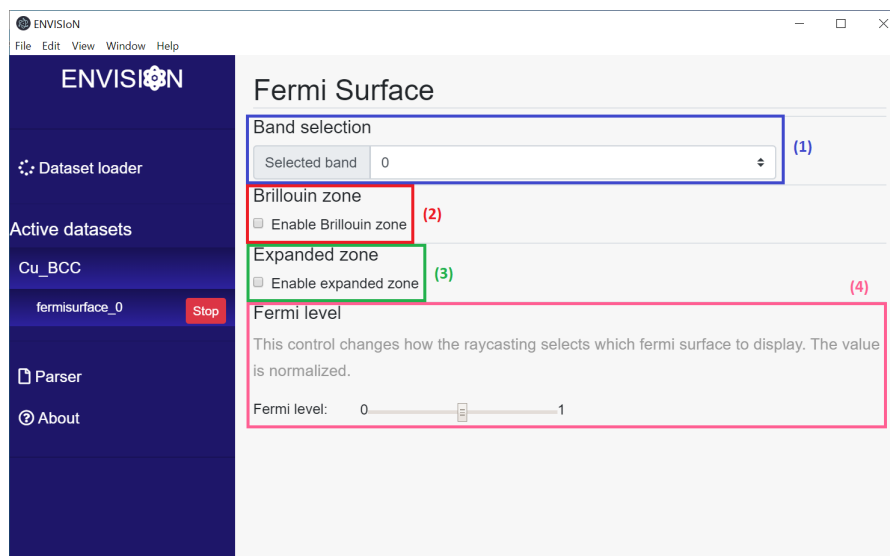 ENVISIoN
File Edit View Window Help
ENVISION
Dataset loader
Active datasets
Cu_BCC
fermisurface_0
Stop
Parser
About
Fermi Surface
Band selection
Selected band 0
(1)
Brillouin zone
Enable Brillouin zone
(2)
Expanded zone
Enable expanded zone
(3)
(4)
Fermi level
This control changes how the raycasting selects which fermi surface to display. The value
is normalized.
Fermi level: 0 1